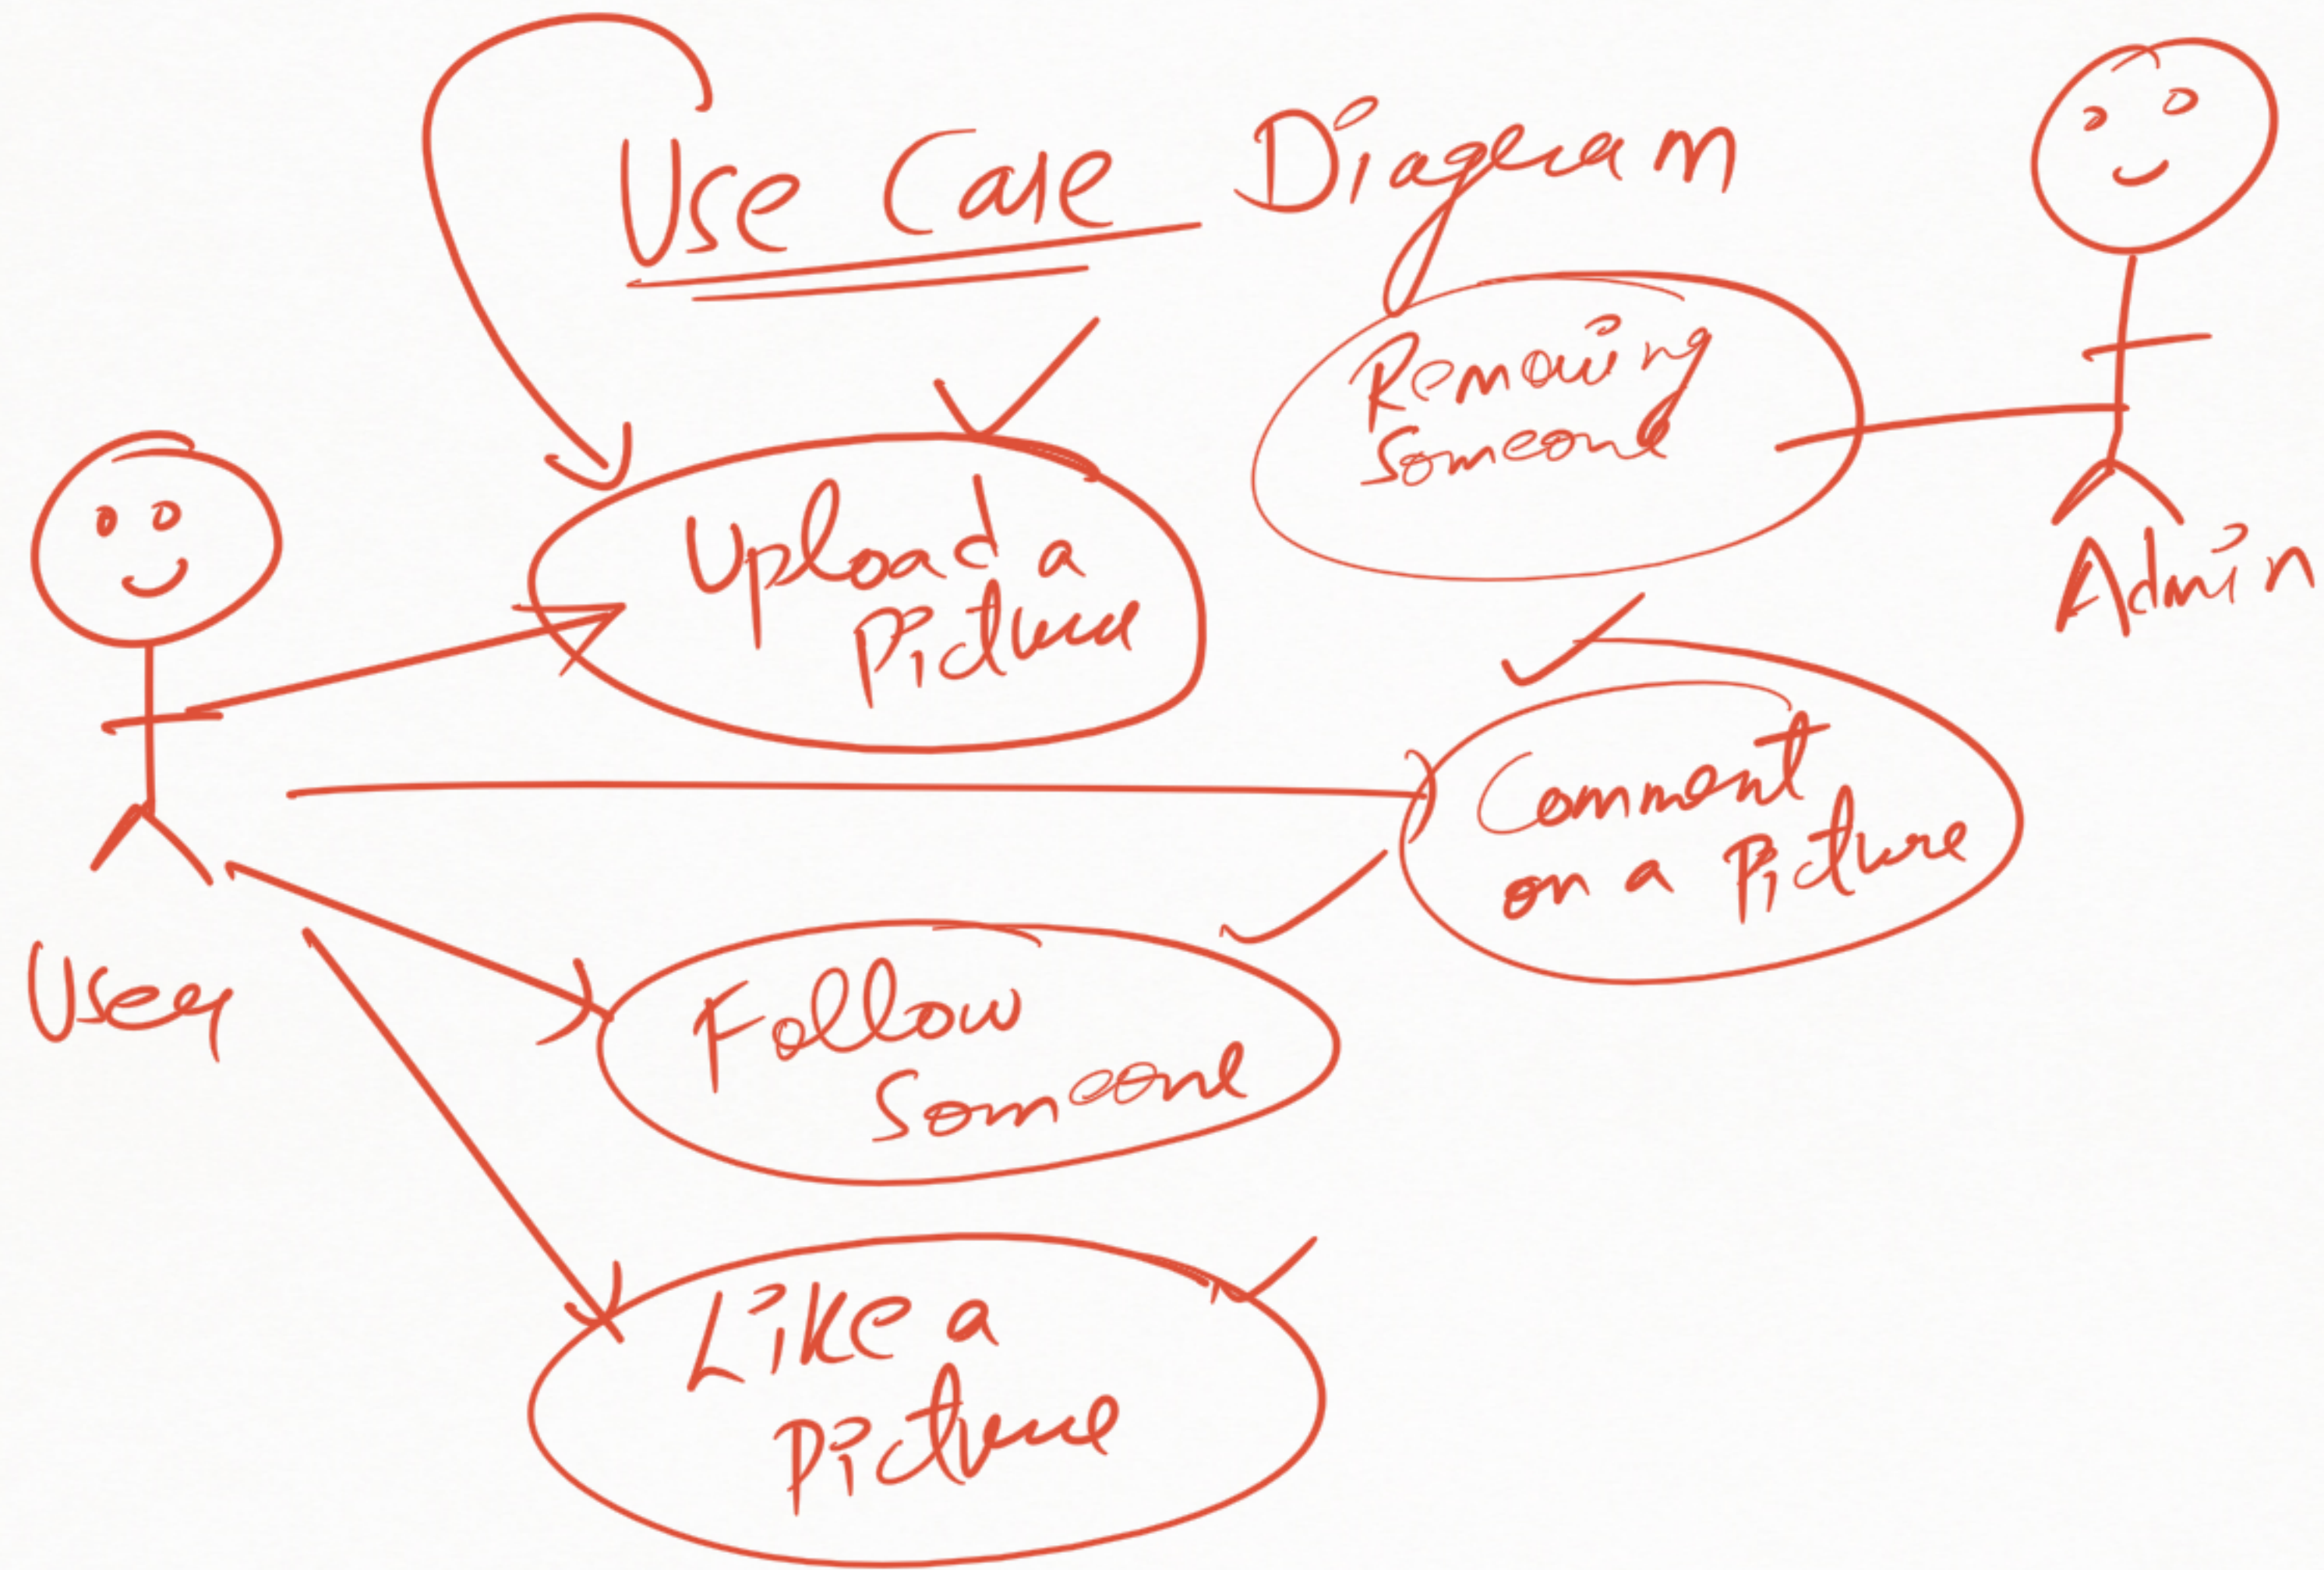 Use Case Diagram
Removing
Someone
Admin
Upload a
Picture
Comment
on a Picture
User
Follow
Someone
Like a
Picture